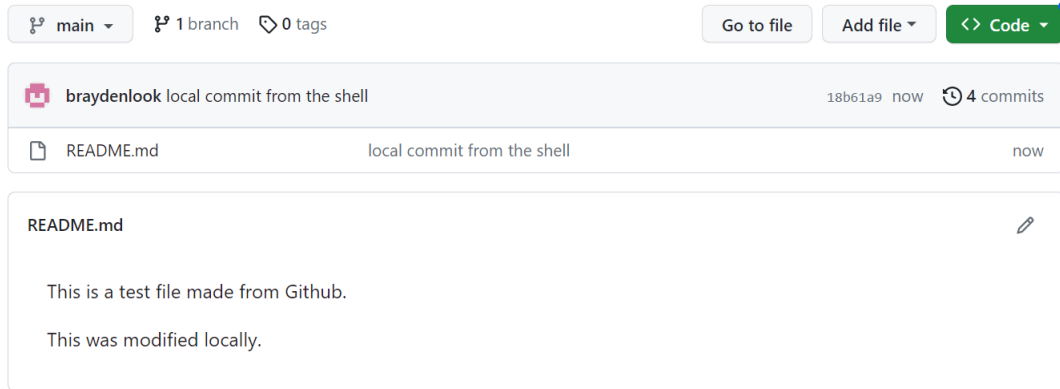 main 1 branch 0 tags Go to file Add file <> Code
braydenlook local commit from the shell 18b61a9 now 4 commits
README.md local commit from the shell now
README.md
This is a test file made from Github.
This was modified locally.